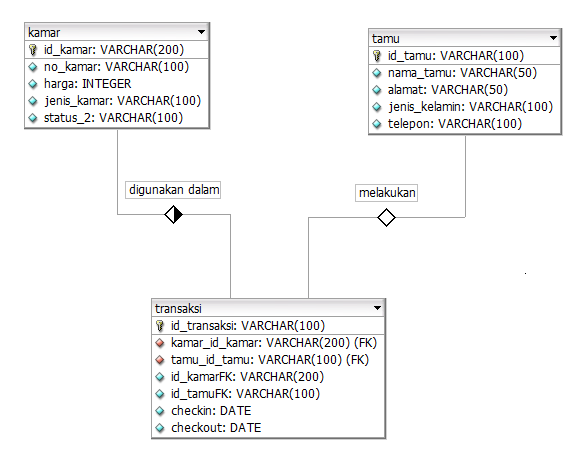 kamar
id_kamar: VARCHAR(200)
no_kamar: VARCHAR(100)
harga: INTEGER
jenis_kamar: VARCHAR(100)
status_2: VARCHAR(100)
tamu
id_tamu: VARCHAR(100)
nama_tamu: VARCHAR(50)
alamat: VARCHAR(50)
jenis_kelamin: VARCHAR(100)
telepon: VARCHAR(100)
digunakan dalam
melakukan
transaksi
id_transaksi: VARCHAR(100)
kamar_id_kamar: VARCHAR(200) (FK)
tamu_id_tamu: VARCHAR(100) (FK)
id_kamarFK: VARCHAR(200)
id_tamuFK: VARCHAR(100)
checkin: DATE
checkout: DATE